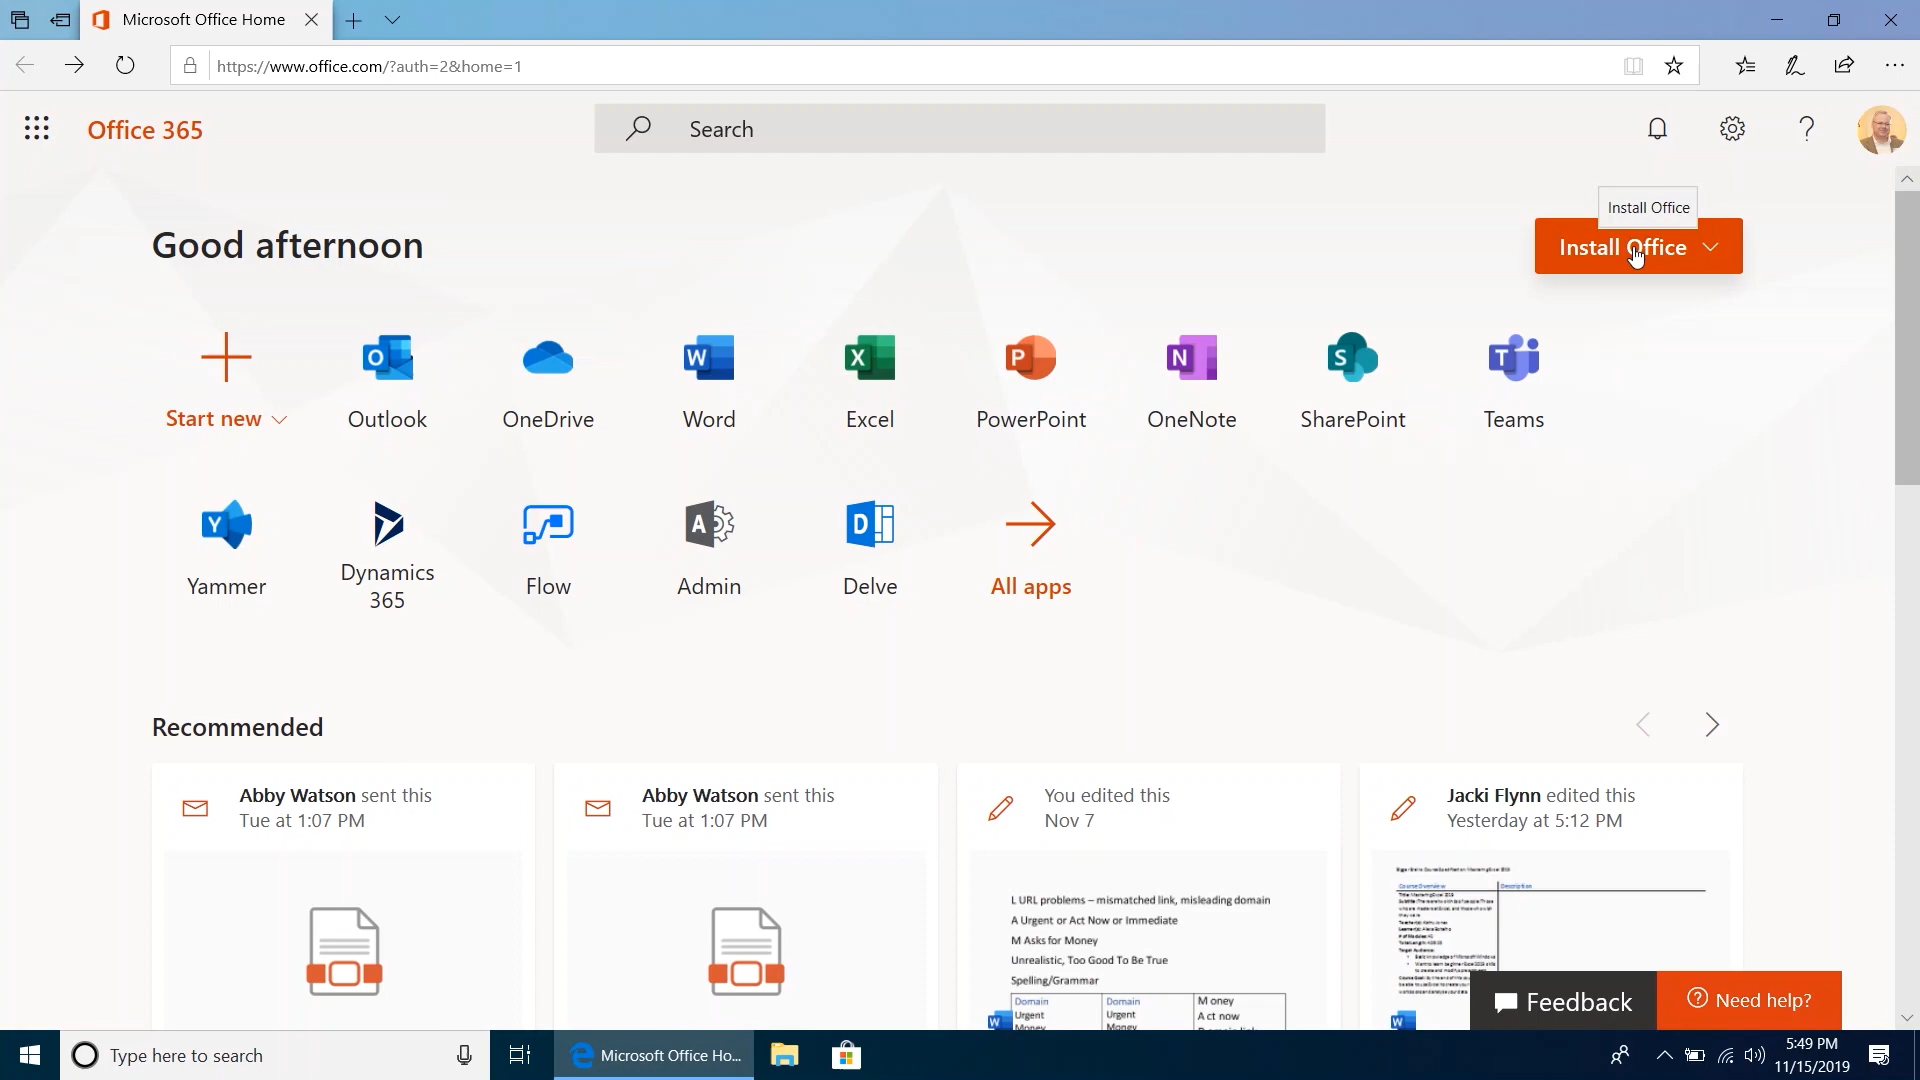 Microsoft Office Home
https://www.office.com/?auth=2&home=1
Office 365
Search
Install Office
Good afternoon
Install Office
Start new
Outlook
OneDrive
Word
Excel
PowerPoint
OneNote
SharePoint
Teams
Yammer
Dynamics
365
Flow
Admin
Delve
All apps
Recommended
Abby Watson sent this
Tue at 1:07 PM
Abby Watson sent this
Tue at 1:07 PM
You edited this
Nov 7
Jacki Flynn edited this
Yesterday at 5:12 PM
L URL problems – mismatched link, misleading domain
A Urgent or Act Now or Immediate
M Asks for Money
Unrealistic, Too Good To Be True
Spelling/Grammar
Domain Domain M oney
Urgent Urgent A ct now
Money Money
Course Overview Description
Feedback
Need help?
Type here to search
Microsoft Office Ho...
5:49 PM
11/15/2019